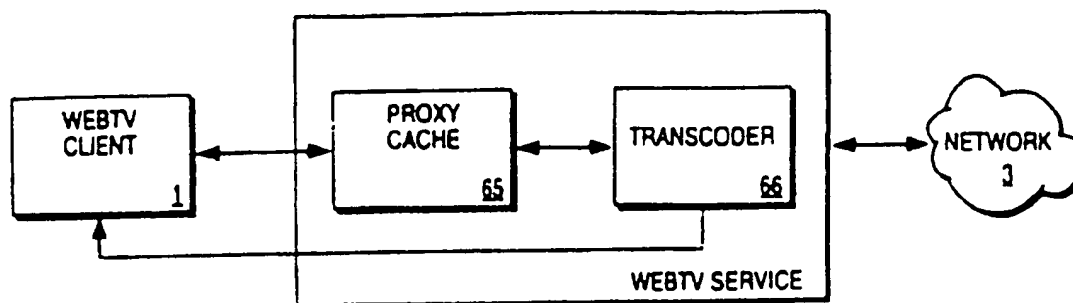 WEBTV
CLIENT
1
PROXY
CACHE
65
TRANSCODER
66
NETWORK
3
WEBTV SERVICE